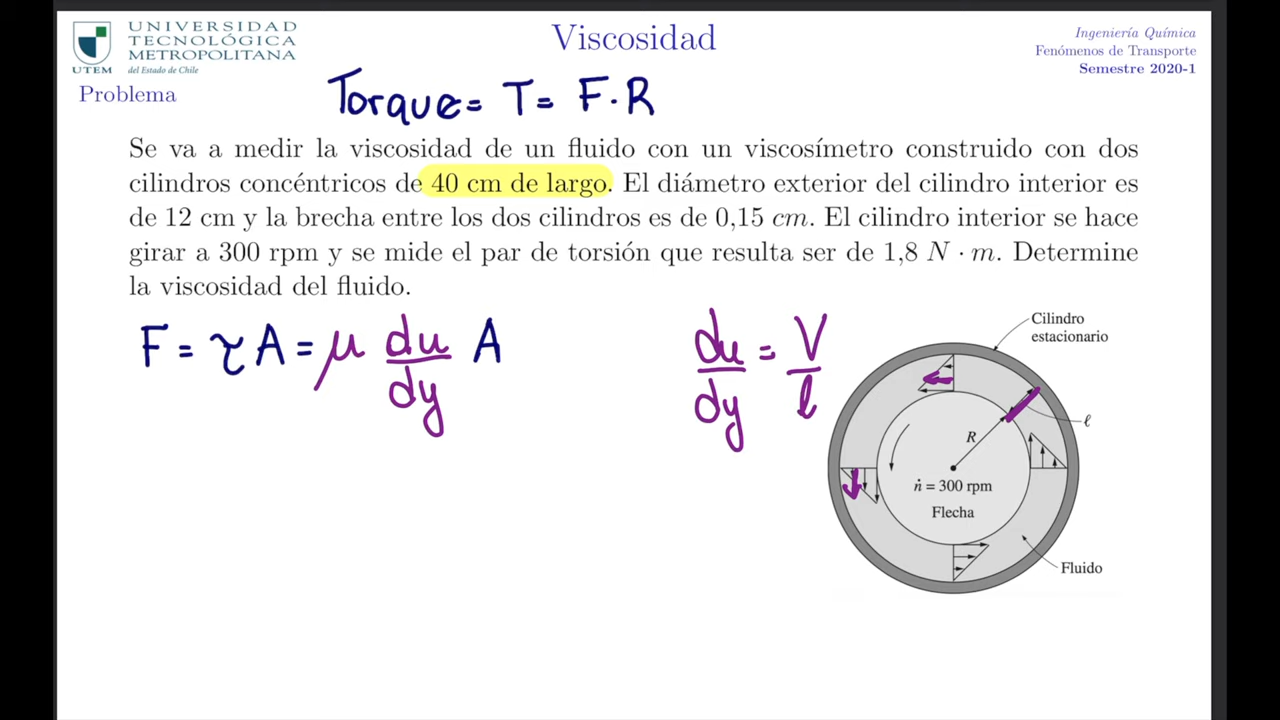 UNIVERSIDAD
TECNOLÓGICA
METROPOLITANA
del Estado de Chile
UTEM
Viscosidad
Ingeniería Química
Fenómenos de Transporte
Semestre 2020-1
Problema
Torque = T = F · R
Se va a medir la viscosidad de un fluido con un viscosímetro construido con dos
cilindros concéntricos de 40 cm de largo. El diámetro exterior del cilindro interior es
de 12 cm y la brecha entre los dos cilindros es de 0,15 cm. El cilindro interior se hace
girar a 300 rpm y se mide el par de torsión que resulta ser de 1,8 N · m. Determine
la viscosidad del fluido.
F = τ A = μ du/dy A
du/dy = V/l
Cilindro
estacionario
R
ℓ
ṅ = 300 rpm
Flecha
Fluido